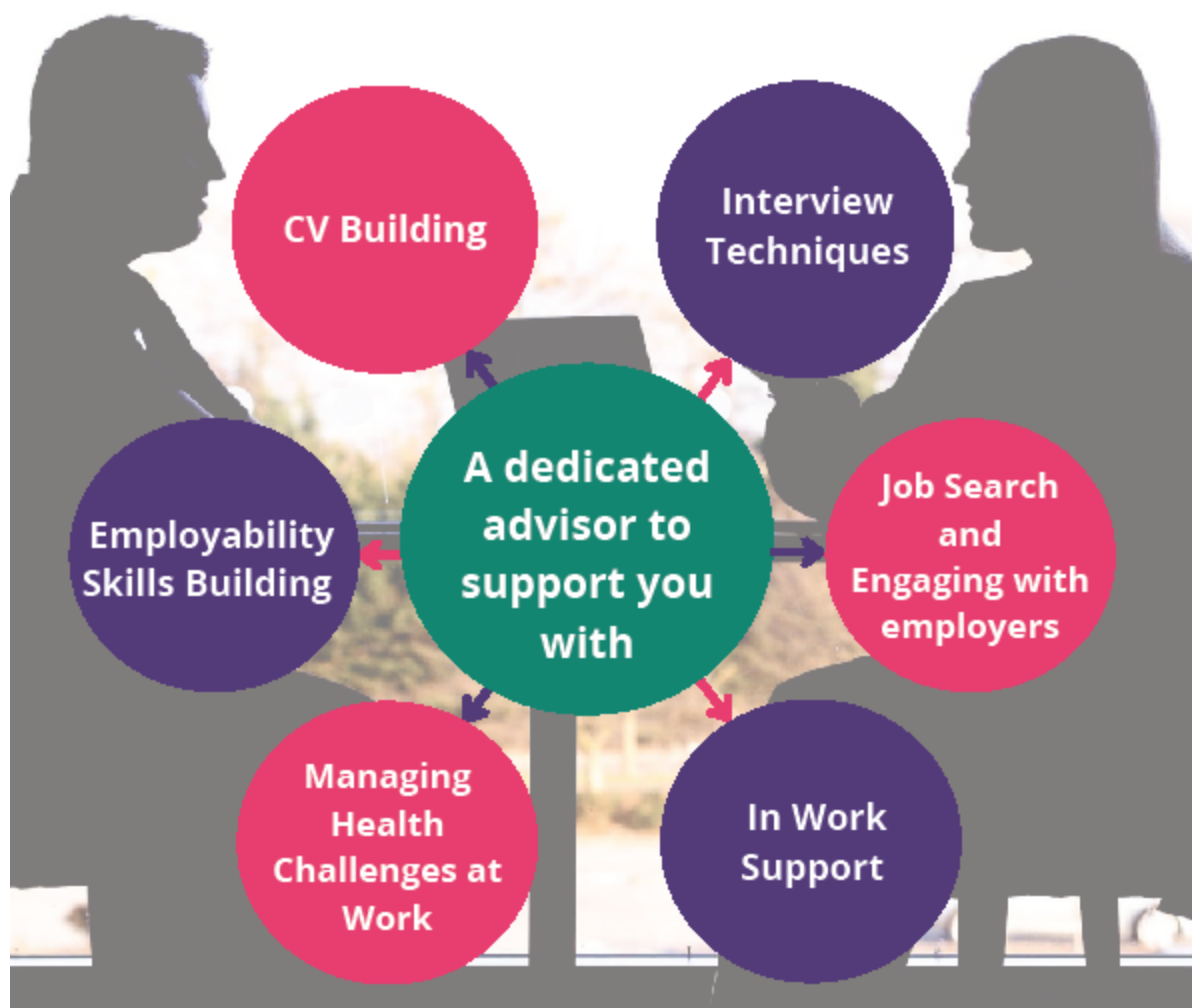 CV Building
Interview
Techniques
A dedicated
advisor to
support you
with
Employability
Skills Building
Job Search
and
Engaging with
employers
Managing
Health
Challenges at
Work
In Work
Support